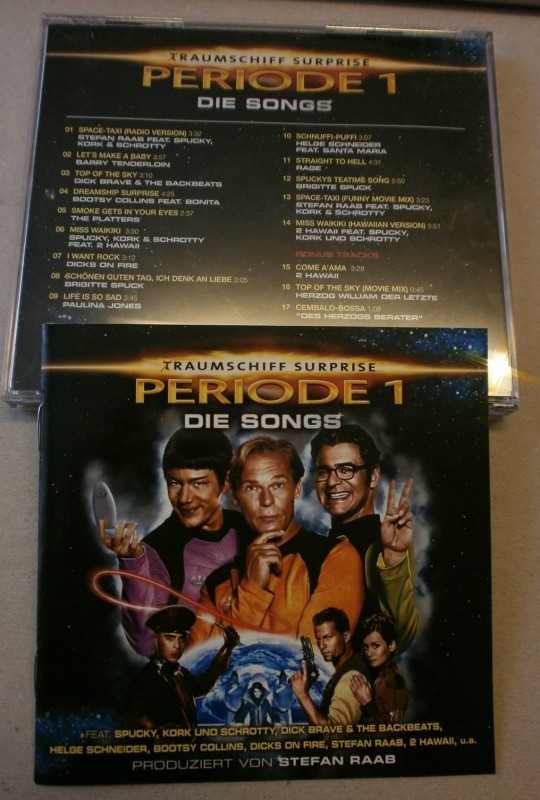 TRAUMSCHIFF SURPRISE
PERIODE 1
DIE SONGS
01 SPACE-TAXI (RADIO VERSION) 3:32
STEFAN RAAB FEAT. SPUCKY,
KORK & SCHROTTY
02 LET'S MAKE A BABY 3:57
BARRY TENDERLOIN
03 TOP OF THE SKY 3:10
DICK BRAVE & THE BACKBEATS
04 DREAMSHIP SURPRISE 4:25
BOOTSY COLLINS FEAT. BONITA
05 SMOKE GETS IN YOUR EYES 2:37
THE PLATTERS
06 MISS WAIKIKI 3:50
SPUCKY, KORK & SCHROTTY
FEAT. 2 HAWAII
07 I WANT ROCK 3:12
DICKS ON FIRE
08 SCHÖNEN GUTEN TAG, ICH DENK AN LIEBE 3:05
BRIGITTE SPUCK
09 LIFE IS SO SAD 3:45
PAULINA JONES
10 SCHNUFFI-PUFFI 3:07
HELGE SCHNEIDER
FEAT. SANTA MARIA
11 STRAIGHT TO HELL 4:31
RAGE
12 SPUCKYS TEATIME SONG 5:50
BRIGITTE SPUCK
13 SPACE-TAXI (FUNNY MOVIE MIX) 3:23
STEFAN RAAB FEAT. SPUCKY,
KORK & SCHROTTY
14 MISS WAIKIKI (HAWAIIAN VERSION) 3:51
2 HAWAII FEAT. SPUCKY,
KORK UND SCHROTTY
BONUS TRACKS
15 COME A'AMA 3:28
2 HAWAII
16 TOP OF THE SKY (MOVIE MIX) 0:45
HERZOG WILLIAM DER LETZTE
17 CEMBALO-BOSSA 1:09
"DES HERZOGS BERATER"
TRAUMSCHIFF SURPRISE
PERIODE 1
DIE SONGS
FEAT. SPUCKY, KORK UND SCHROTTY, DICK BRAVE & THE BACKBEATS,
HELGE SCHNEIDER, BOOTSY COLLINS, DICKS ON FIRE, STEFAN RAAB, 2 HAWAII, u.a.
PRODUZIERT VON STEFAN RAAB